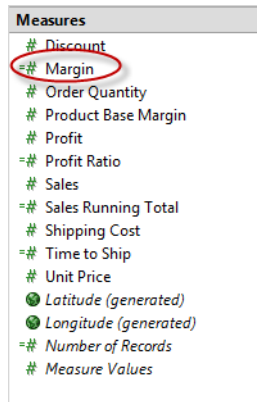 Measures
# Discount
=# Margin
# Order Quantity
# Product Base Margin
# Profit
=# Profit Ratio
# Sales
=# Sales Running Total
# Shipping Cost
=# Time to Ship
# Unit Price
Latitude (generated)
Longitude (generated)
=# Number of Records
# Measure Values